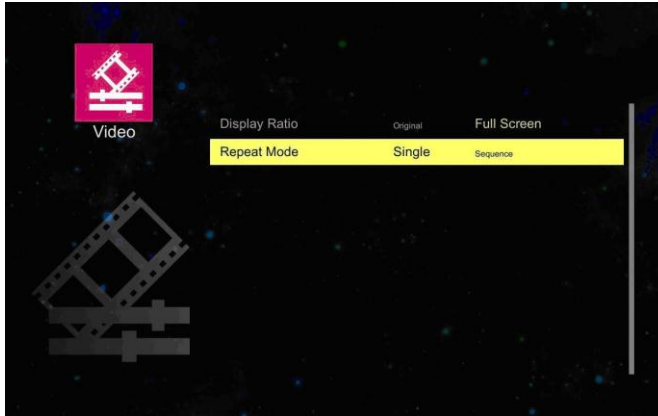 Video
Display Ratio Original Full Screen
Repeat Mode Single Sequence